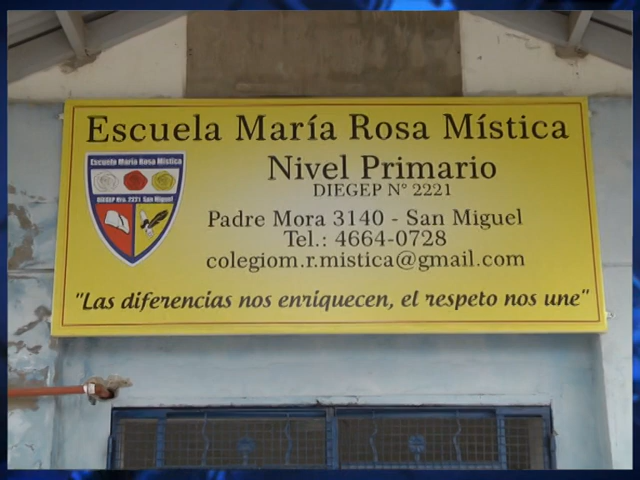 Escuela María Rosa Mística
Nivel Primario
DIEGEP N° 2221
Padre Mora 3140 - San Miguel
Tel.: 4664-0728
colegiom.r.mistica@gmail.com
"Las diferencias nos enriquecen, el respeto nos une"
Escuela María Rosa Mística
DIEGEP Nro. 2221 San Miguel